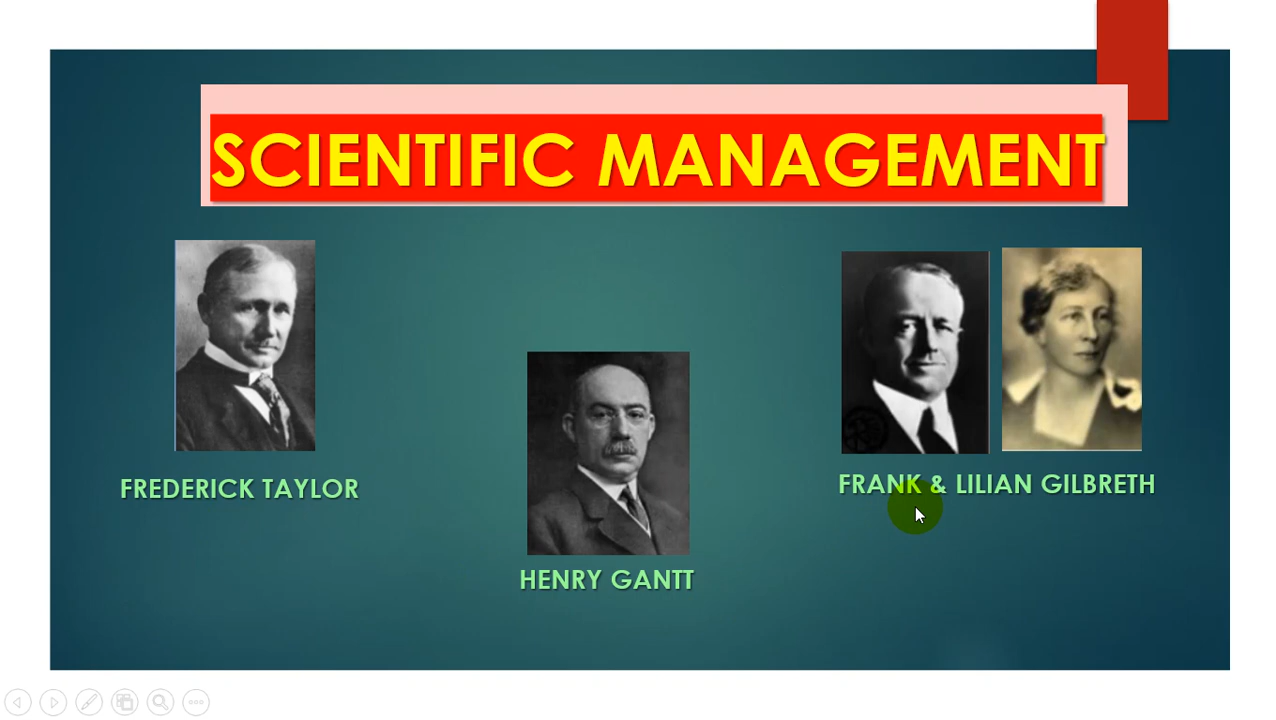 SCIENTIFIC MANAGEMENT
FREDERICK TAYLOR
HENRY GANTT
FRANK & LILIAN GILBRETH